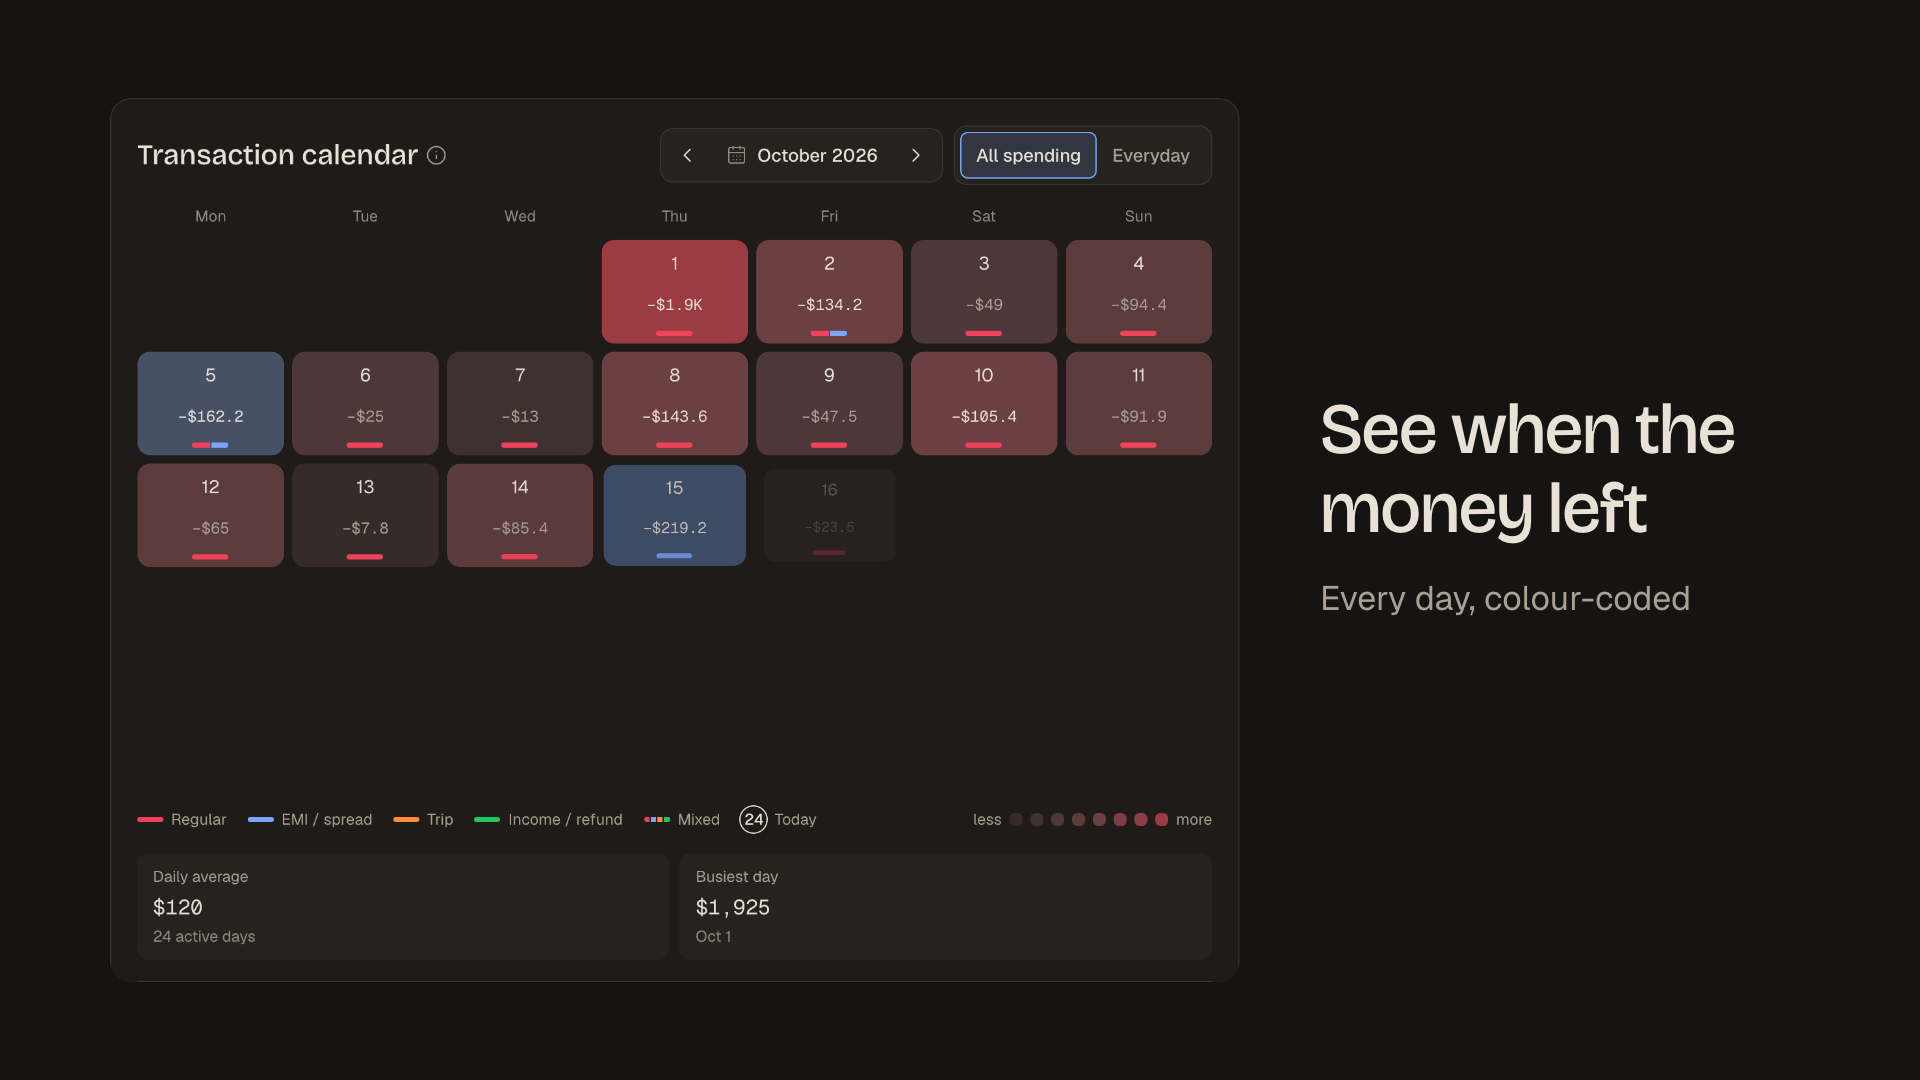 Transaction calendar
October 2026
All spending
Everyday
Mon Tue Wed Thu Fri Sat Sun
1 2 3 4
-$1.9K -$134.2 -$49 -$94.4
5 6 7 8 9 10 11
-$162.2 -$25 -$13 -$143.6 -$47.5 -$105.4 -$91.9
12 13 14 15 16
-$65 -$7.8 -$85.4 -$219.2 -$23.5
Regular EMI / spread Trip Income / refund Mixed 24 Today less more
Daily average
$120
24 active days
Busiest day
$1,925
Oct 1
See when the
money left
Every day, colour-coded